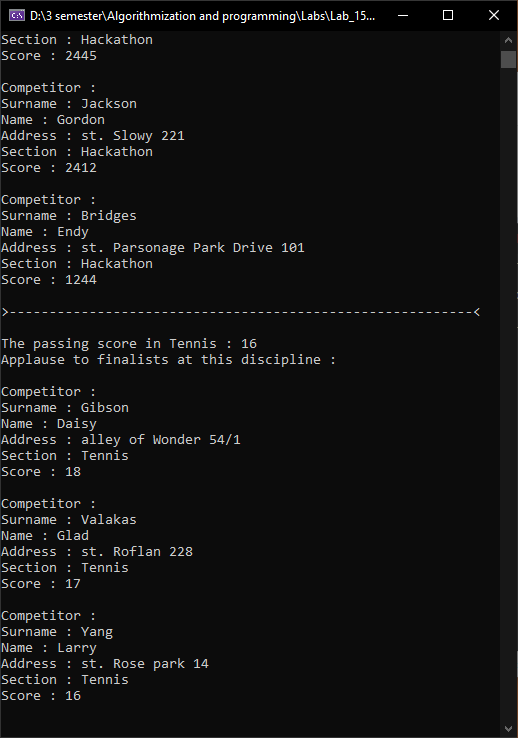 D:\3 semester\Algorithmization and programming\Labs\Lab_15...
Section : Hackathon
Score : 2445
Competitor :
Surname : Jackson
Name : Gordon
Address : st. Slowy 221
Section : Hackathon
Score : 2412
Competitor :
Surname : Bridges
Name : Endy
Address : st. Parsonage Park Drive 101
Section : Hackathon
Score : 1244
>----------------------------------------------------------<
The passing score in Tennis : 16
Applause to finalists at this discipline :
Competitor :
Surname : Gibson
Name : Daisy
Address : alley of Wonder 54/1
Section : Tennis
Score : 18
Competitor :
Surname : Valakas
Name : Glad
Address : st. Roflan 228
Section : Tennis
Score : 17
Competitor :
Surname : Yang
Name : Larry
Address : st. Rose park 14
Section : Tennis
Score : 16